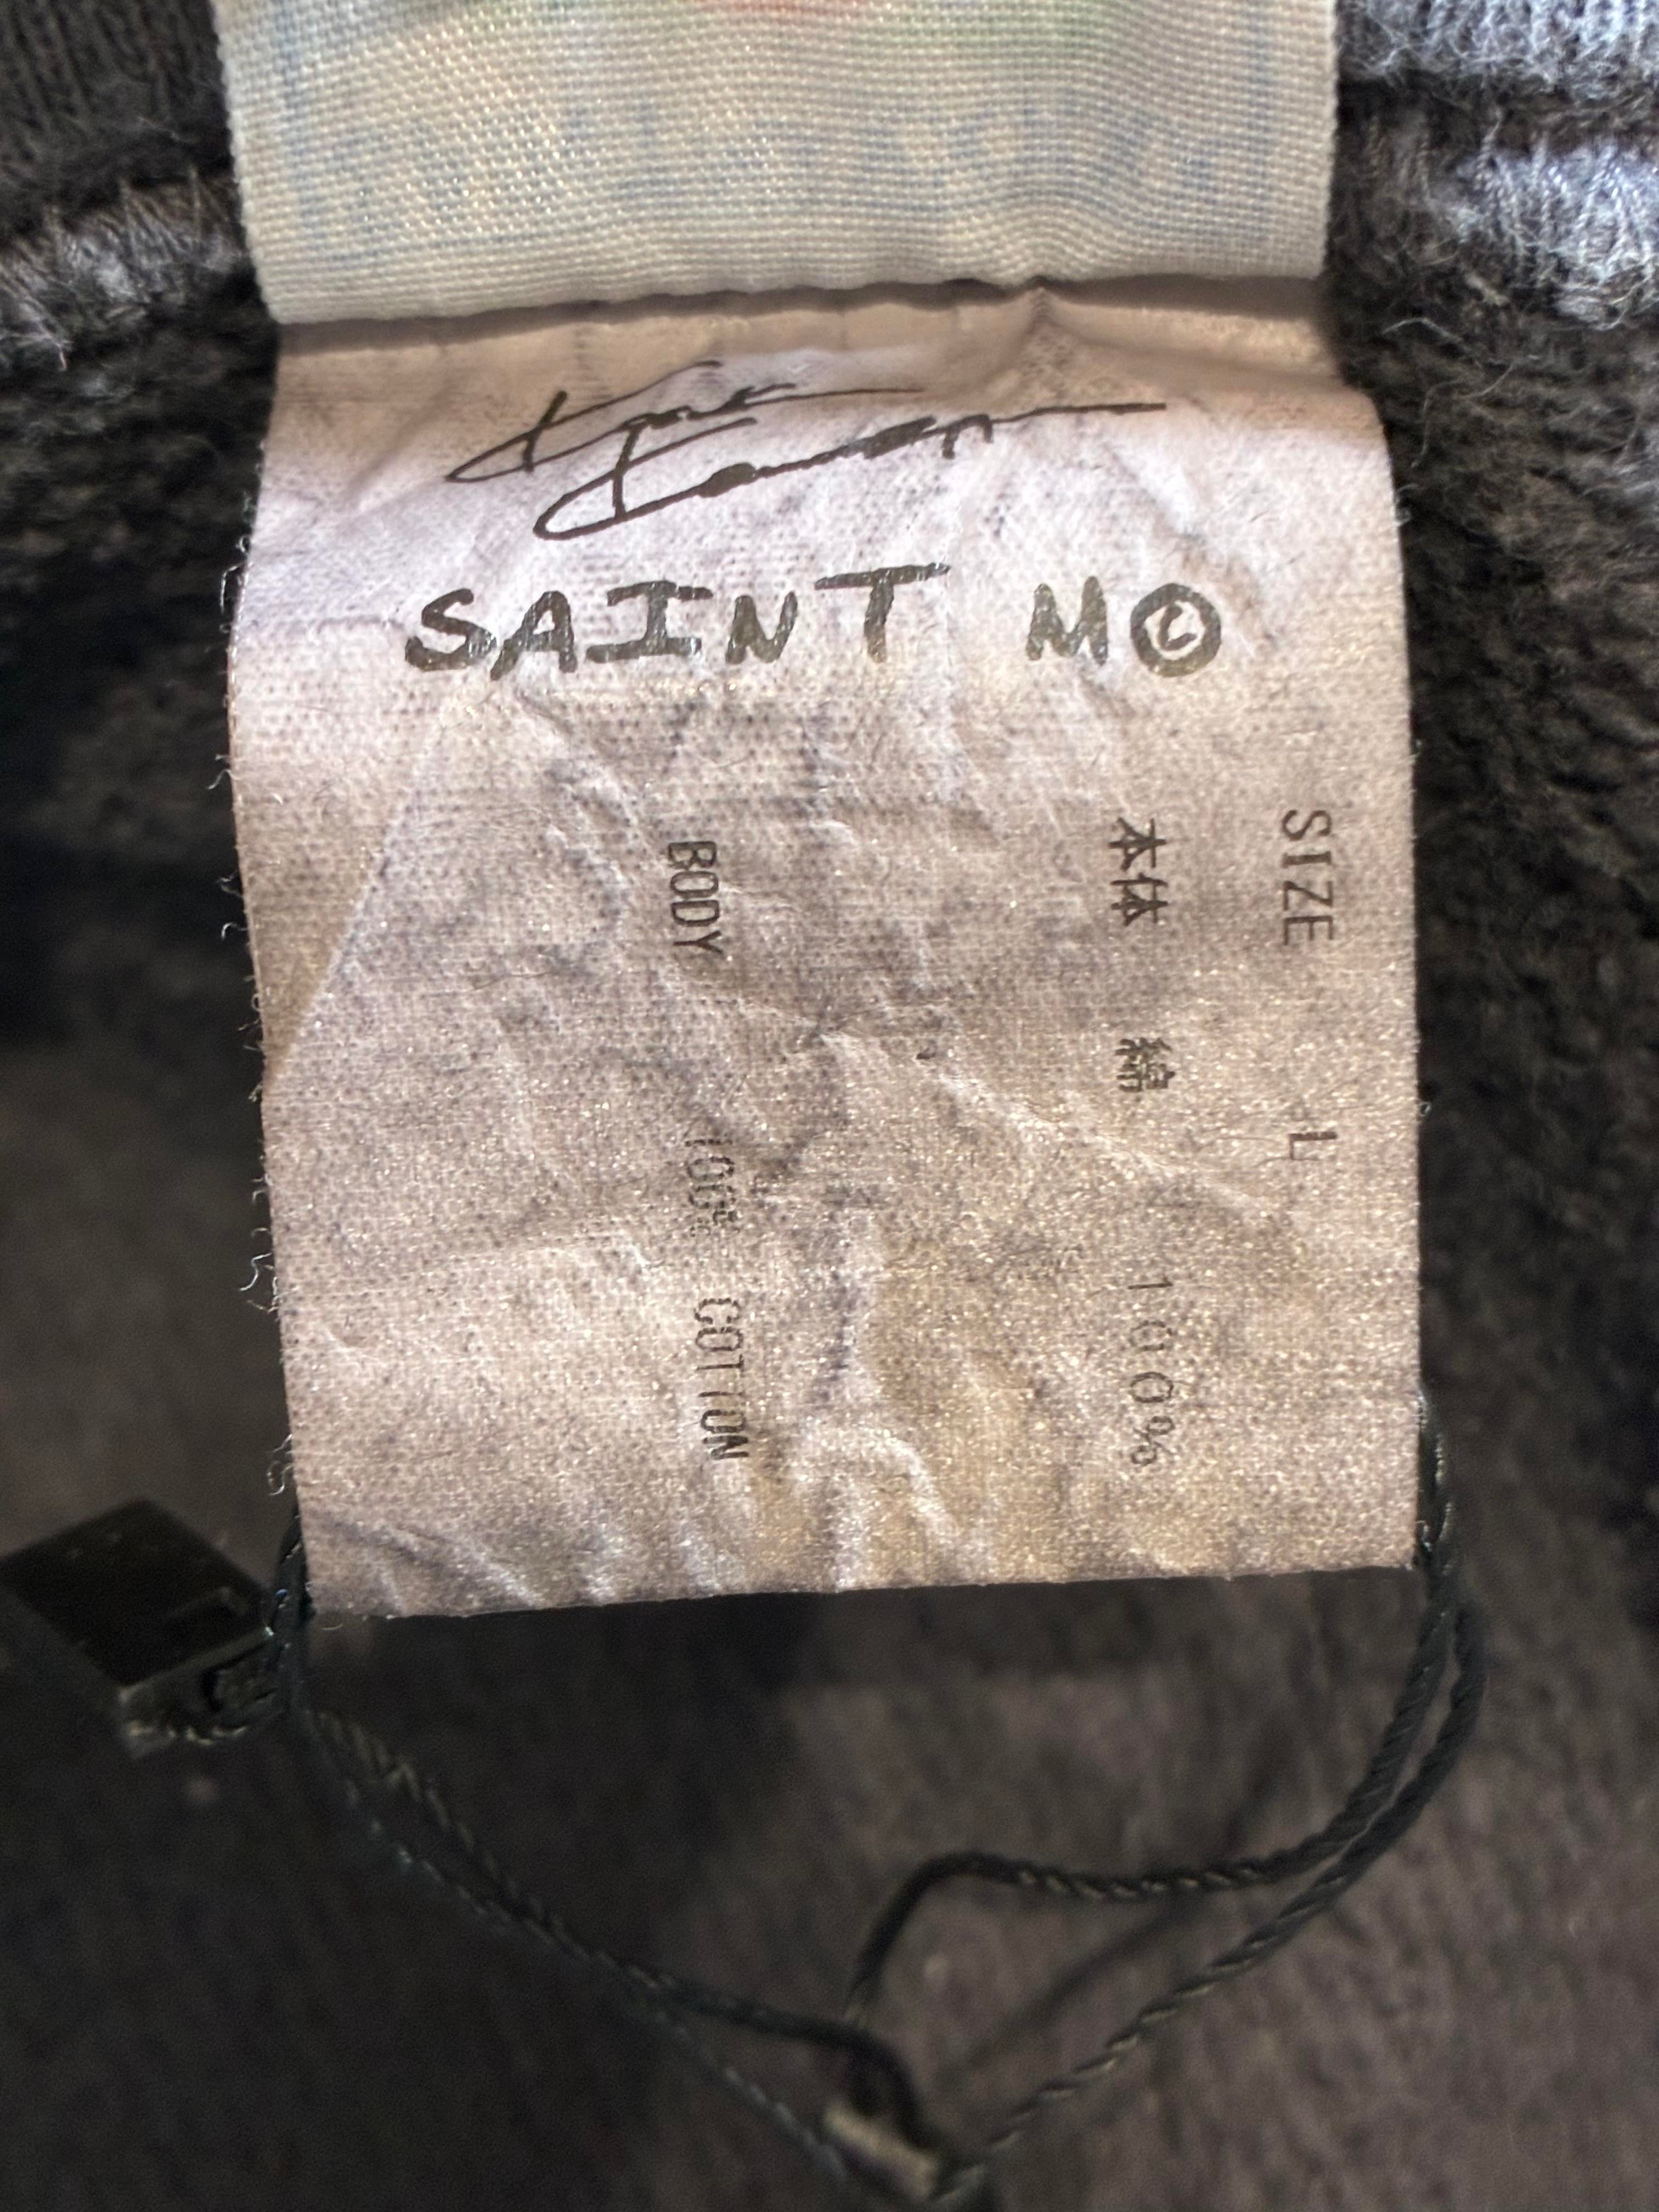 SAINT M©
SIZE L
本体 綿 100%
BODY 100% COTTON